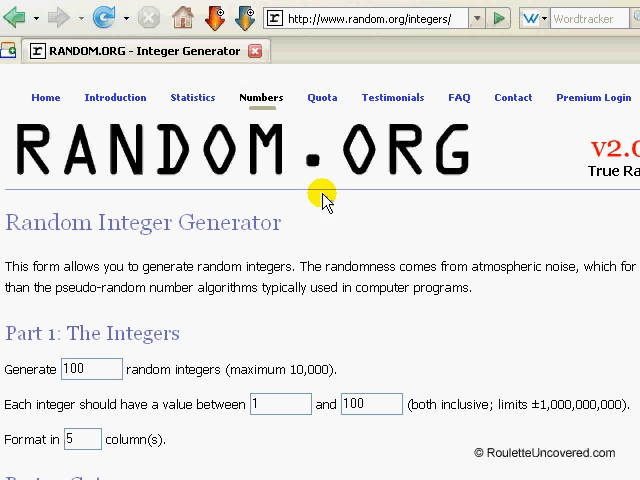 http://www.random.org/integers/
Wordtracker
RANDOM.ORG - Integer Generator
Home Introduction Statistics Numbers Quota Testimonials FAQ Contact Premium Login
RANDOM.ORG
v2.0
True Ra
Random Integer Generator
This form allows you to generate random integers. The randomness comes from atmospheric noise, which for
than the pseudo-random number algorithms typically used in computer programs.
Part 1: The Integers
Generate 100 random integers (maximum 10,000).
Each integer should have a value between 1 and 100 (both inclusive; limits ±1,000,000,000).
Format in 5 column(s).
© RouletteUncovered.com